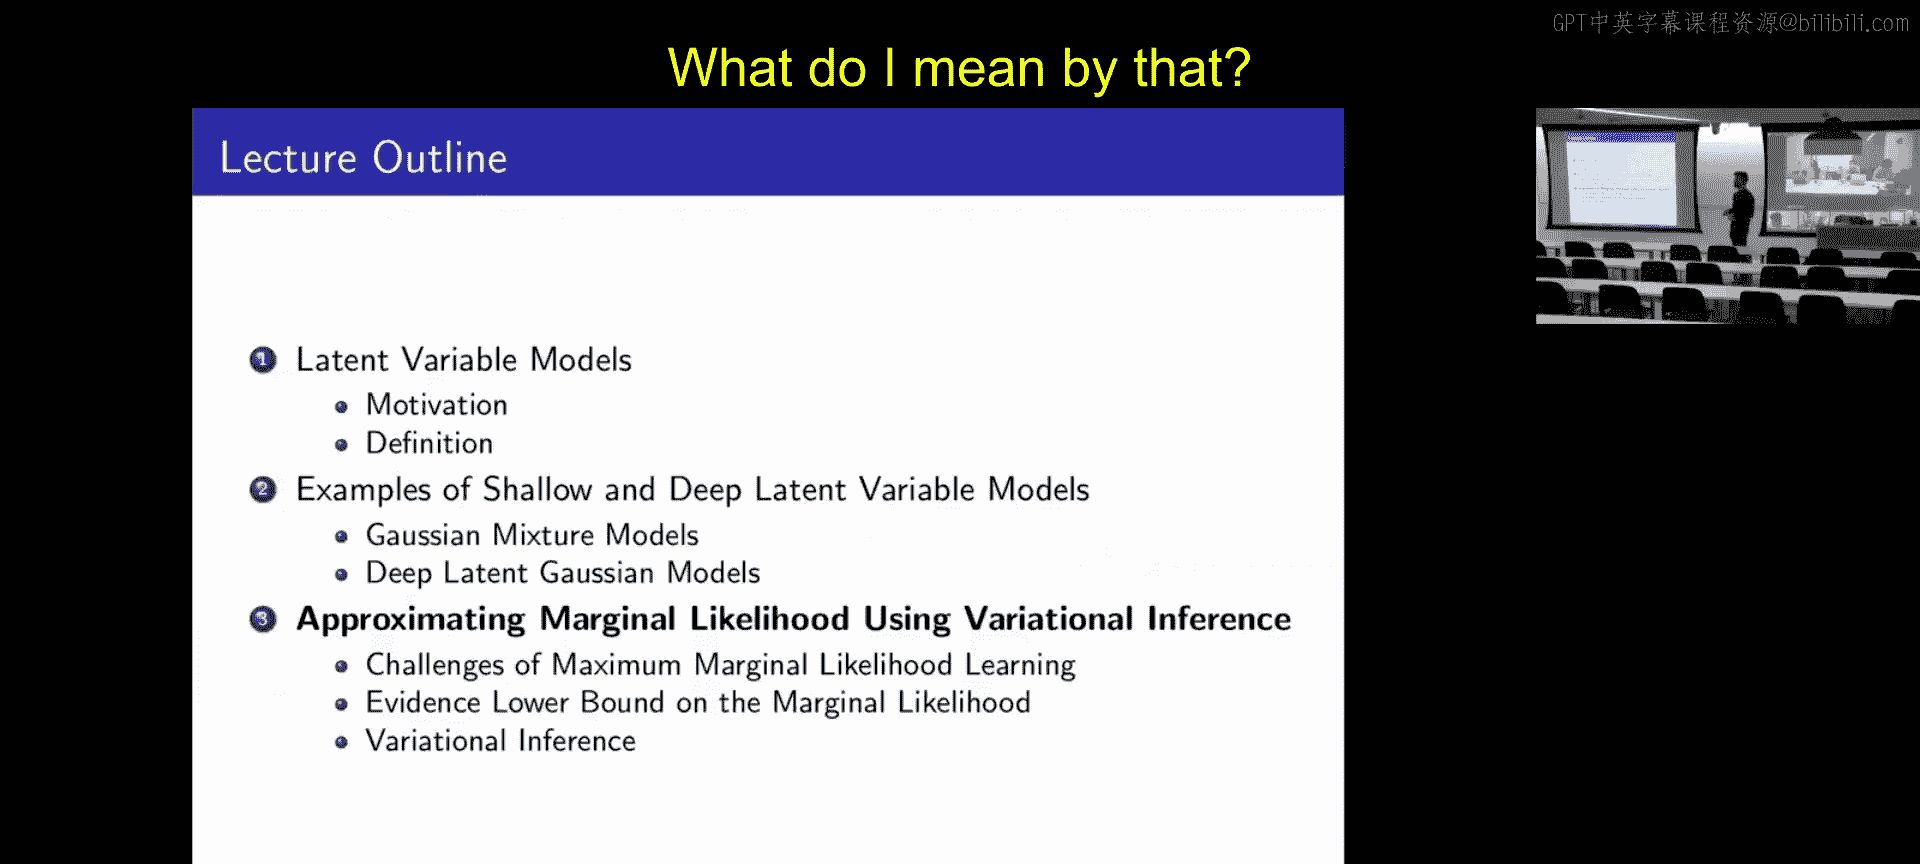 GPT中英字幕课程资源@bilibili.com
What do I mean by that?
Lecture Outline
1 Latent Variable Models
Motivation
Definition
2 Examples of Shallow and Deep Latent Variable Models
Gaussian Mixture Models
Deep Latent Gaussian Models
3 Approximating Marginal Likelihood Using Variational Inference
Challenges of Maximum Marginal Likelihood Learning
Evidence Lower Bound on the Marginal Likelihood
Variational Inference